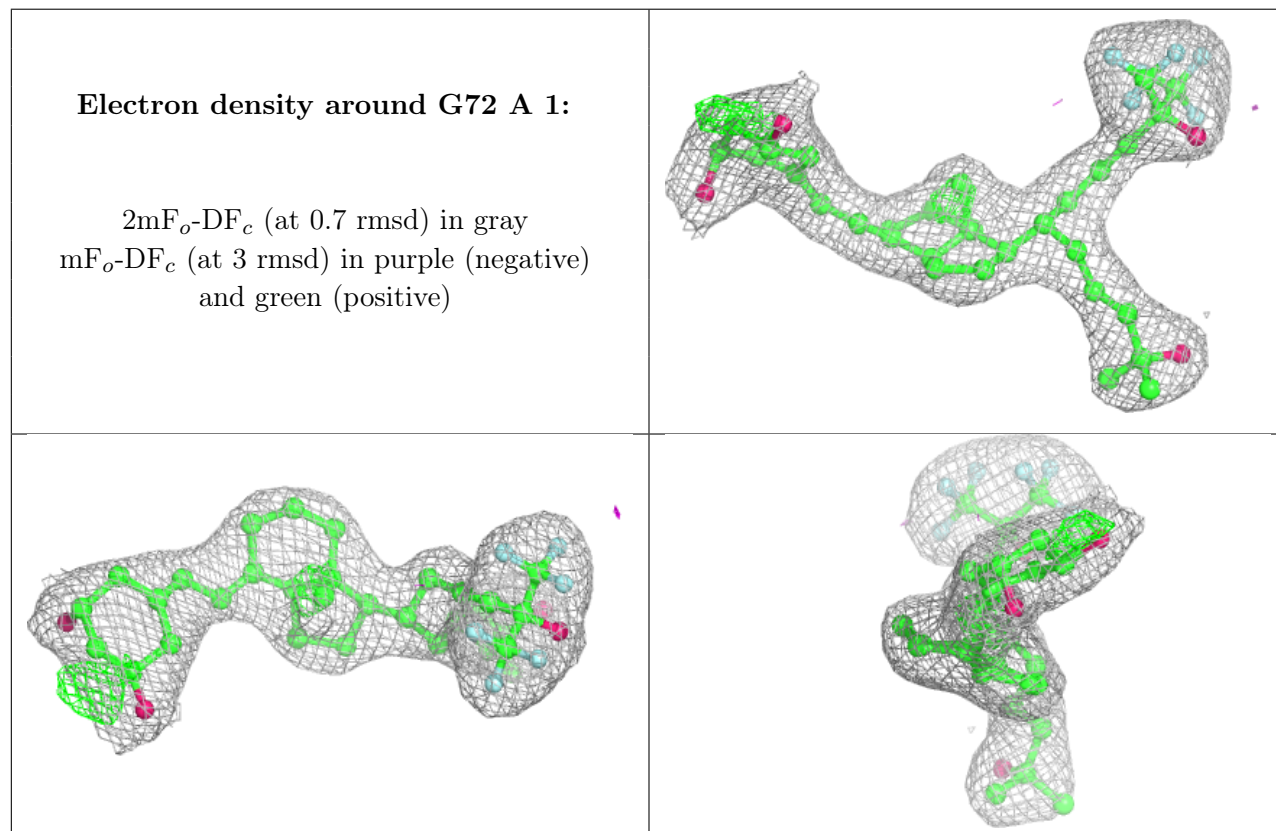 Electron density around G72 A 1:
2mFo-DFc (at 0.7 rmsd) in gray
mFo-DFc (at 3 rmsd) in purple (negative)
and green (positive)